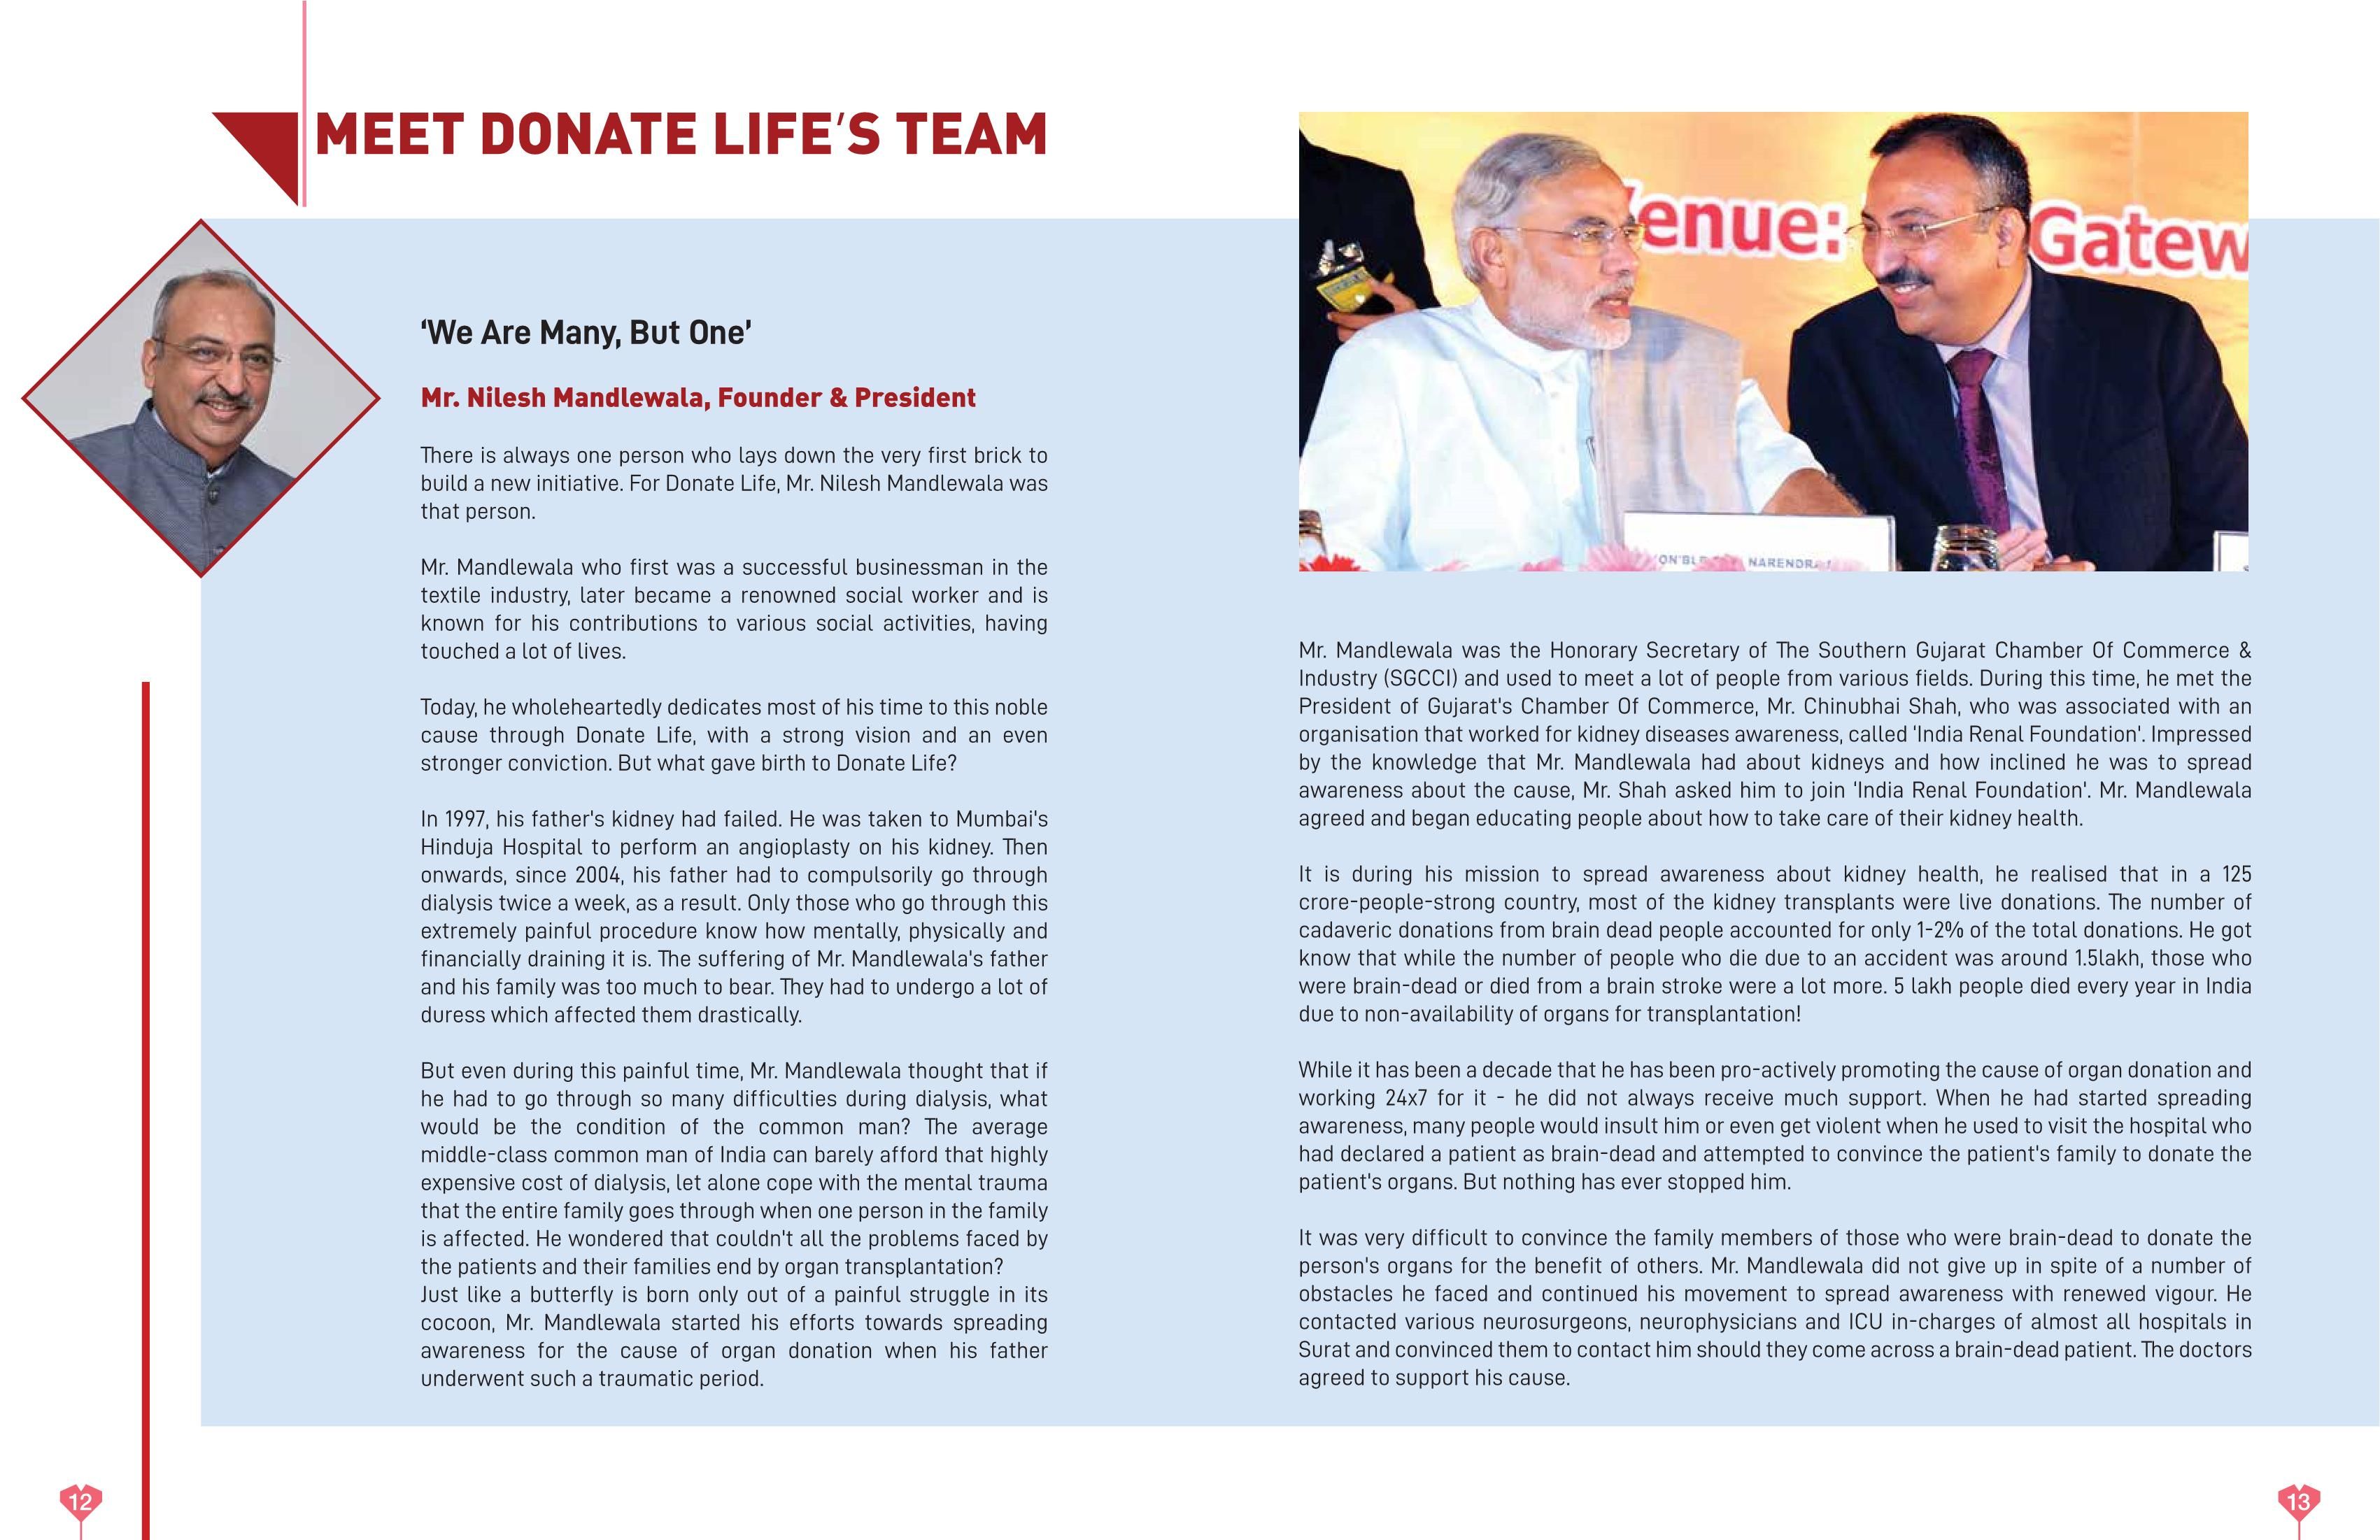 MEET DONATE LIFE'S TEAM
'We Are Many, But One'
Mr. Nilesh Mandlewala, Founder & President
There is always one person who lays down the very first brick to
build a new initiative. For Donate Life, Mr. Nilesh Mandlewala was
that person.
Mr. Mandlewala who first was a successful businessman in the
textile industry, later became a renowned social worker and is
known for his contributions to various social activities, having
touched a lot of lives.
Today, he wholeheartedly dedicates most of his time to this noble
cause through Donate Life, with a strong vision and an even
stronger conviction. But what gave birth to Donate Life?
In 1997, his father's kidney had failed. He was taken to Mumbai's
Hinduja Hospital to perform an angioplasty on his kidney. Then
onwards, since 2004, his father had to compulsorily go through
dialysis twice a week, as a result. Only those who go through this
extremely painful procedure know how mentally, physically and
financially draining it is. The suffering of Mr. Mandlewala's father
and his family was too much to bear. They had to undergo a lot of
duress which affected them drastically.
But even during this painful time, Mr. Mandlewala thought that if
he had to go through so many difficulties during dialysis, what
would be the condition of the common man? The average
middle-class common man of India can barely afford that highly
expensive cost of dialysis, let alone cope with the mental trauma
that the entire family goes through when one person in the family
is affected. He wondered that couldn't all the problems faced by
the patients and their families end by organ transplantation?
Just like a butterfly is born only out of a painful struggle in its
cocoon, Mr. Mandlewala started his efforts towards spreading
awareness for the cause of organ donation when his father
underwent such a traumatic period.
12
enue: Gatew
NARENDRA
Mr. Mandlewala was the Honorary Secretary of The Southern Gujarat Chamber Of Commerce &
Industry (SGCCI) and used to meet a lot of people from various fields. During this time, he met the
President of Gujarat's Chamber Of Commerce, Mr. Chinubhai Shah, who was associated with an
organisation that worked for kidney diseases awareness, called 'India Renal Foundation'. Impressed
by the knowledge that Mr. Mandlewala had about kidneys and how inclined he was to spread
awareness about the cause, Mr. Shah asked him to join 'India Renal Foundation'. Mr. Mandlewala
agreed and began educating people about how to take care of their kidney health.
It is during his mission to spread awareness about kidney health, he realised that in a 125
crore-people-strong country, most of the kidney transplants were live donations. The number of
cadaveric donations from brain dead people accounted for only 1-2% of the total donations. He got
know that while the number of people who die due to an accident was around 1.5lakh, those who
were brain-dead or died from a brain stroke were a lot more. 5 lakh people died every year in India
due to non-availability of organs for transplantation!
While it has been a decade that he has been pro-actively promoting the cause of organ donation and
working 24x7 for it - he did not always receive much support. When he had started spreading
awareness, many people would insult him or even get violent when he used to visit the hospital who
had declared a patient as brain-dead and attempted to convince the patient's family to donate the
patient's organs. But nothing has ever stopped him.
It was very difficult to convince the family members of those who were brain-dead to donate the
person's organs for the benefit of others. Mr. Mandlewala did not give up in spite of a number of
obstacles he faced and continued his movement to spread awareness with renewed vigour. He
contacted various neurosurgeons, neurophysicians and ICU in-charges of almost all hospitals in
Surat and convinced them to contact him should they come across a brain-dead patient. The doctors
agreed to support his cause.
13